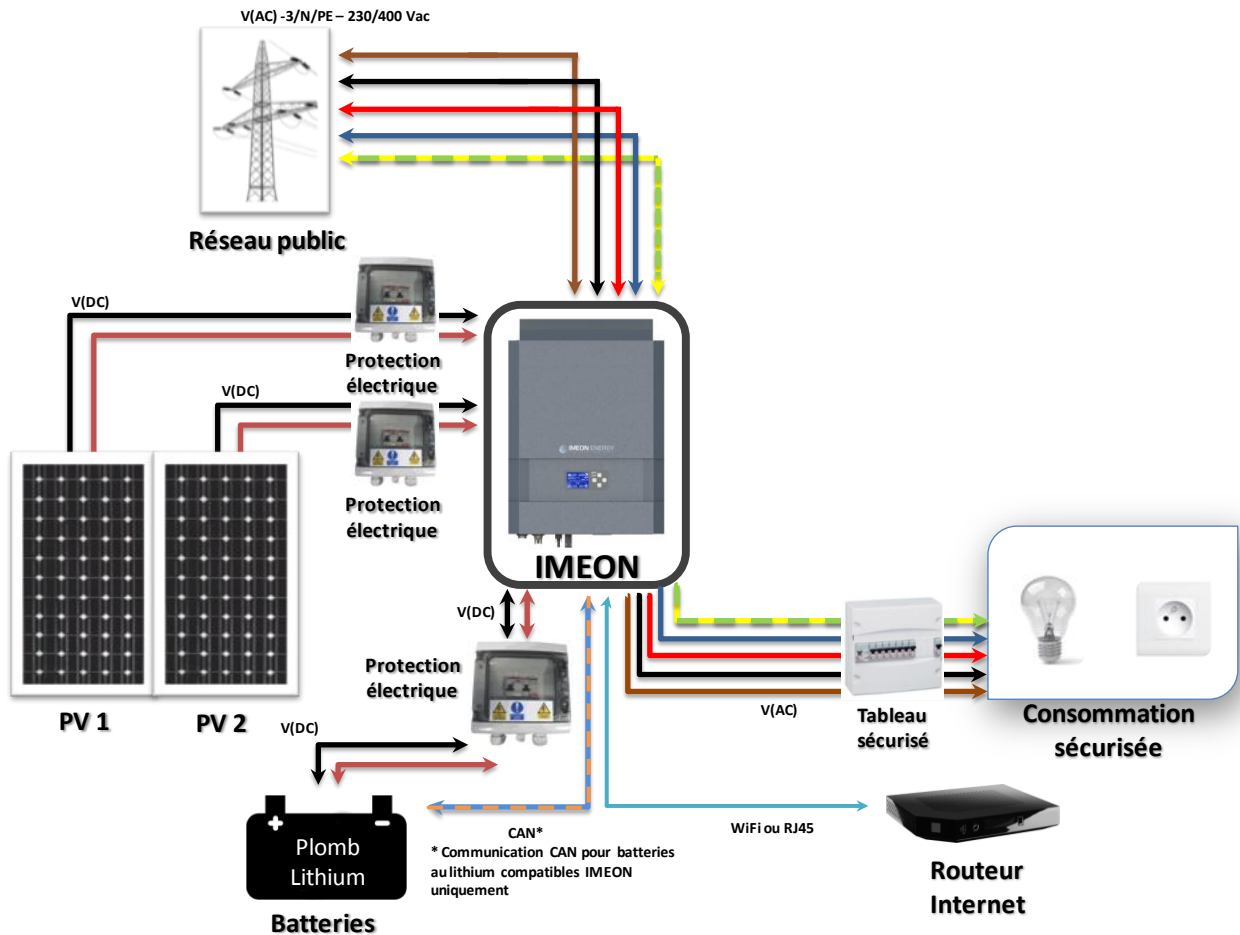 V(AC) -3/N/PE – 230/400 Vac
Réseau public
V(DC)
Protection
électrique
V(DC)
Protection
électrique
IMEON ENERGY
IMEON
PV 1
PV 2
V(DC)
Protection
électrique
V(DC)
V(AC)
Tableau
sécurisé
Consommation
sécurisée
+
-
Plomb
Lithium
Batteries
CAN*
* Communication CAN pour batteries
au lithium compatibles IMEON
uniquement
WiFi ou RJ45
Routeur
Internet